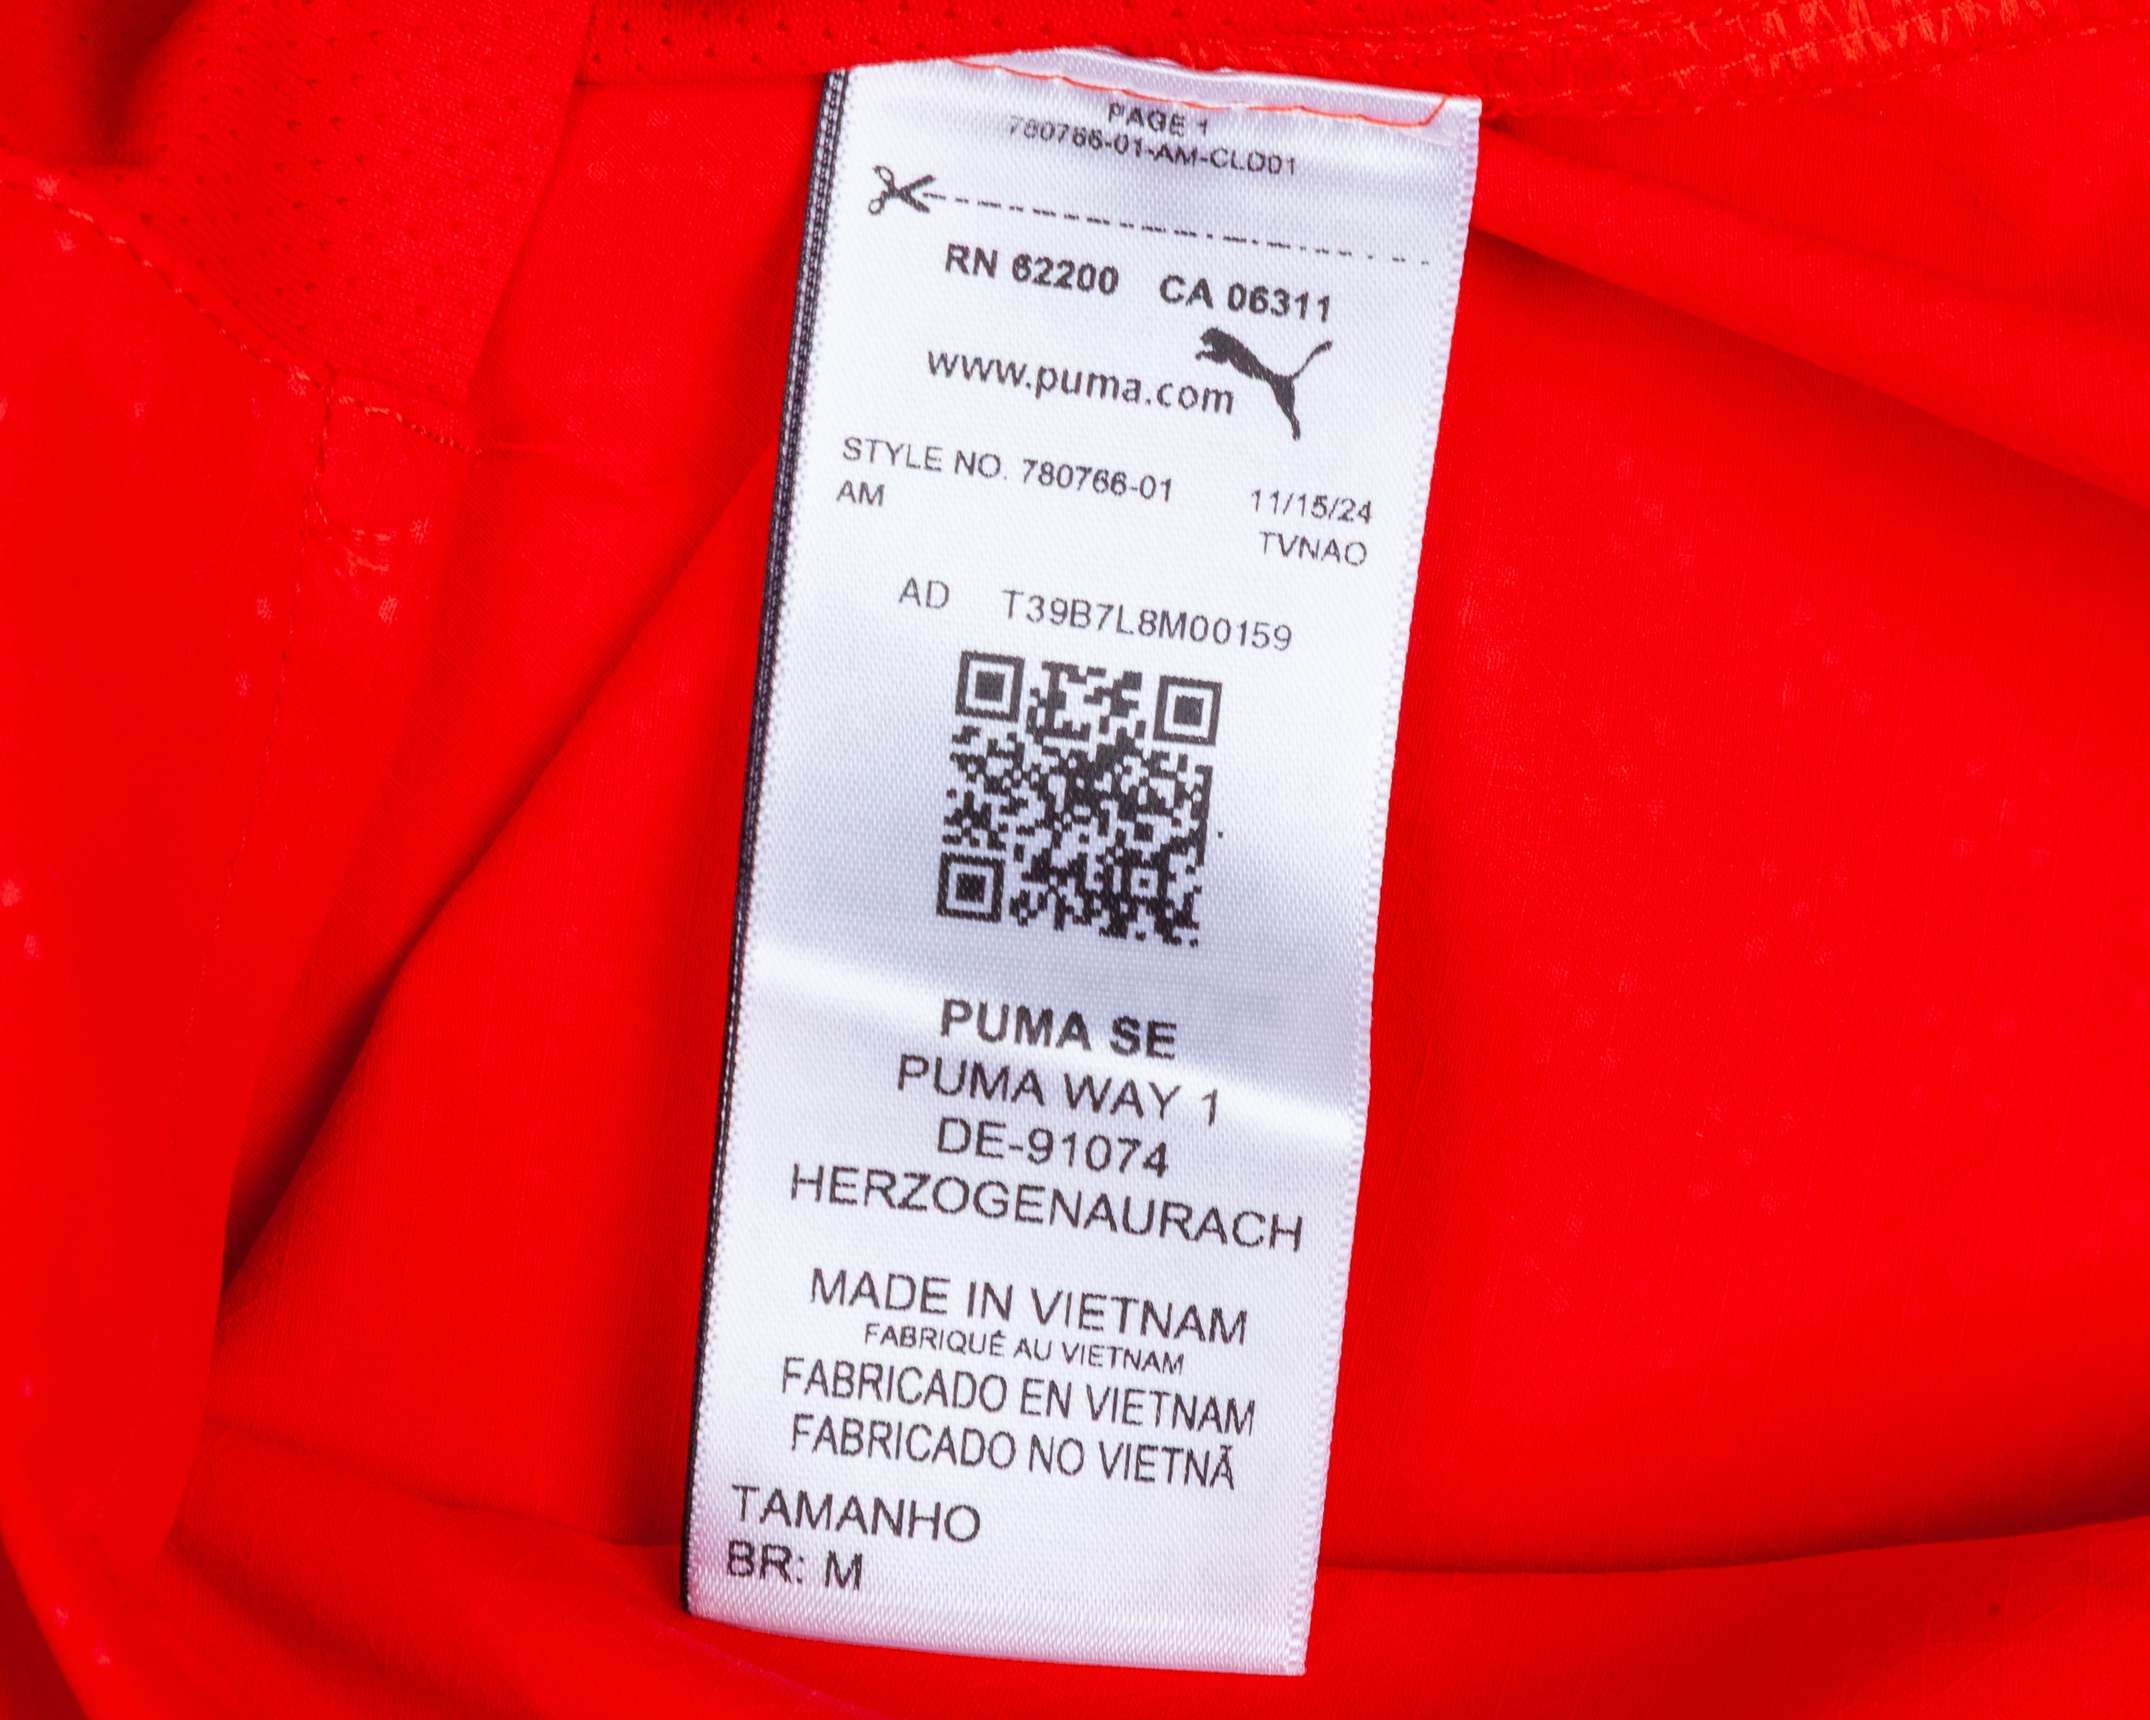 PAGE 1
780766-01-AM-CLD01
RN 62200 CA 06311
www.puma.com
STYLE NO. 780766-01 11/15/24
AM TVNAO
AD T39B7L8M00159
PUMA SE
PUMA WAY 1
DE-91074
HERZOGENAURACH
MADE IN VIETNAM
FABRIQUÉ AU VIETNAM
FABRICADO EN VIETNAM
FABRICADO NO VIETNÃ
TAMANHO
BR: M